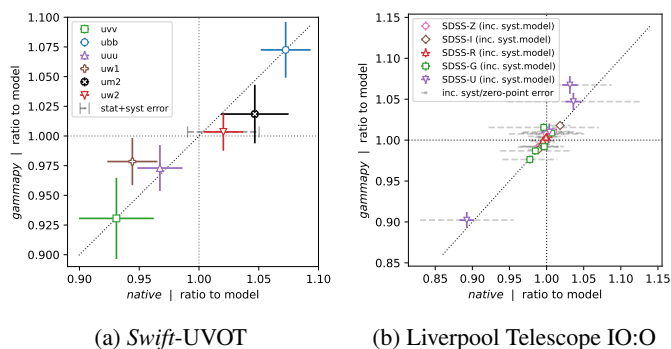 1.100
1.075
1.050
1.025
1.000
0.975
0.950
0.925
0.900
gammapy | ratio to model
uvv
ubb
uuu
uw1
um2
uw2
stat+syst error
0.90 0.95 1.00 1.05 1.10
native | ratio to model
(a) Swift-UVOT
1.15
1.10
1.05
1.00
0.95
0.90
0.85
gammapy | ratio to model
SDSS-Z (inc. syst.model)
SDSS-I (inc. syst.model)
SDSS-R (inc. syst.model)
SDSS-G (inc. syst.model)
SDSS-U (inc. syst.model)
inc. syst/zero-point error
0.85 0.90 0.95 1.00 1.05 1.10 1.15
native | ratio to model
(b) Liverpool Telescope IO:O